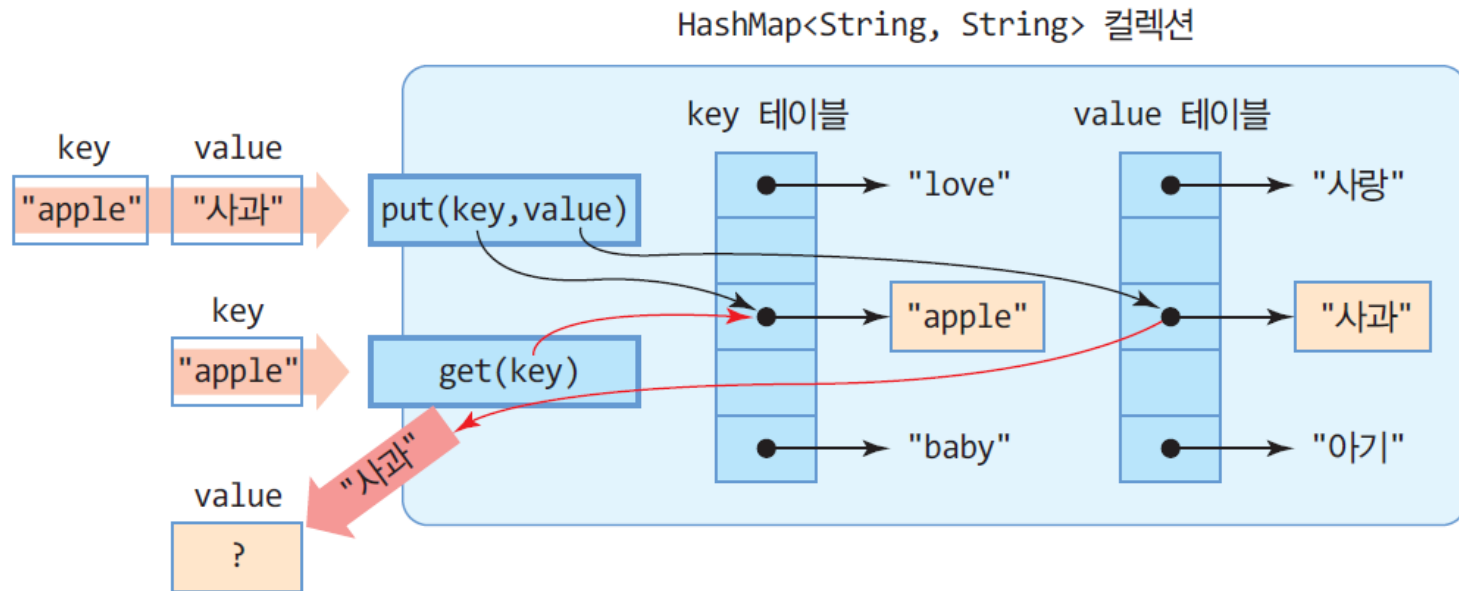 HashMap<String, String> 컬렉션
key 테이블
value 테이블
key
value
"apple"
"사과"
put(key,value)
"love"
"사랑"
"apple"
"사과"
key
"apple"
get(key)
"사과"
"baby"
"아기"
value
?